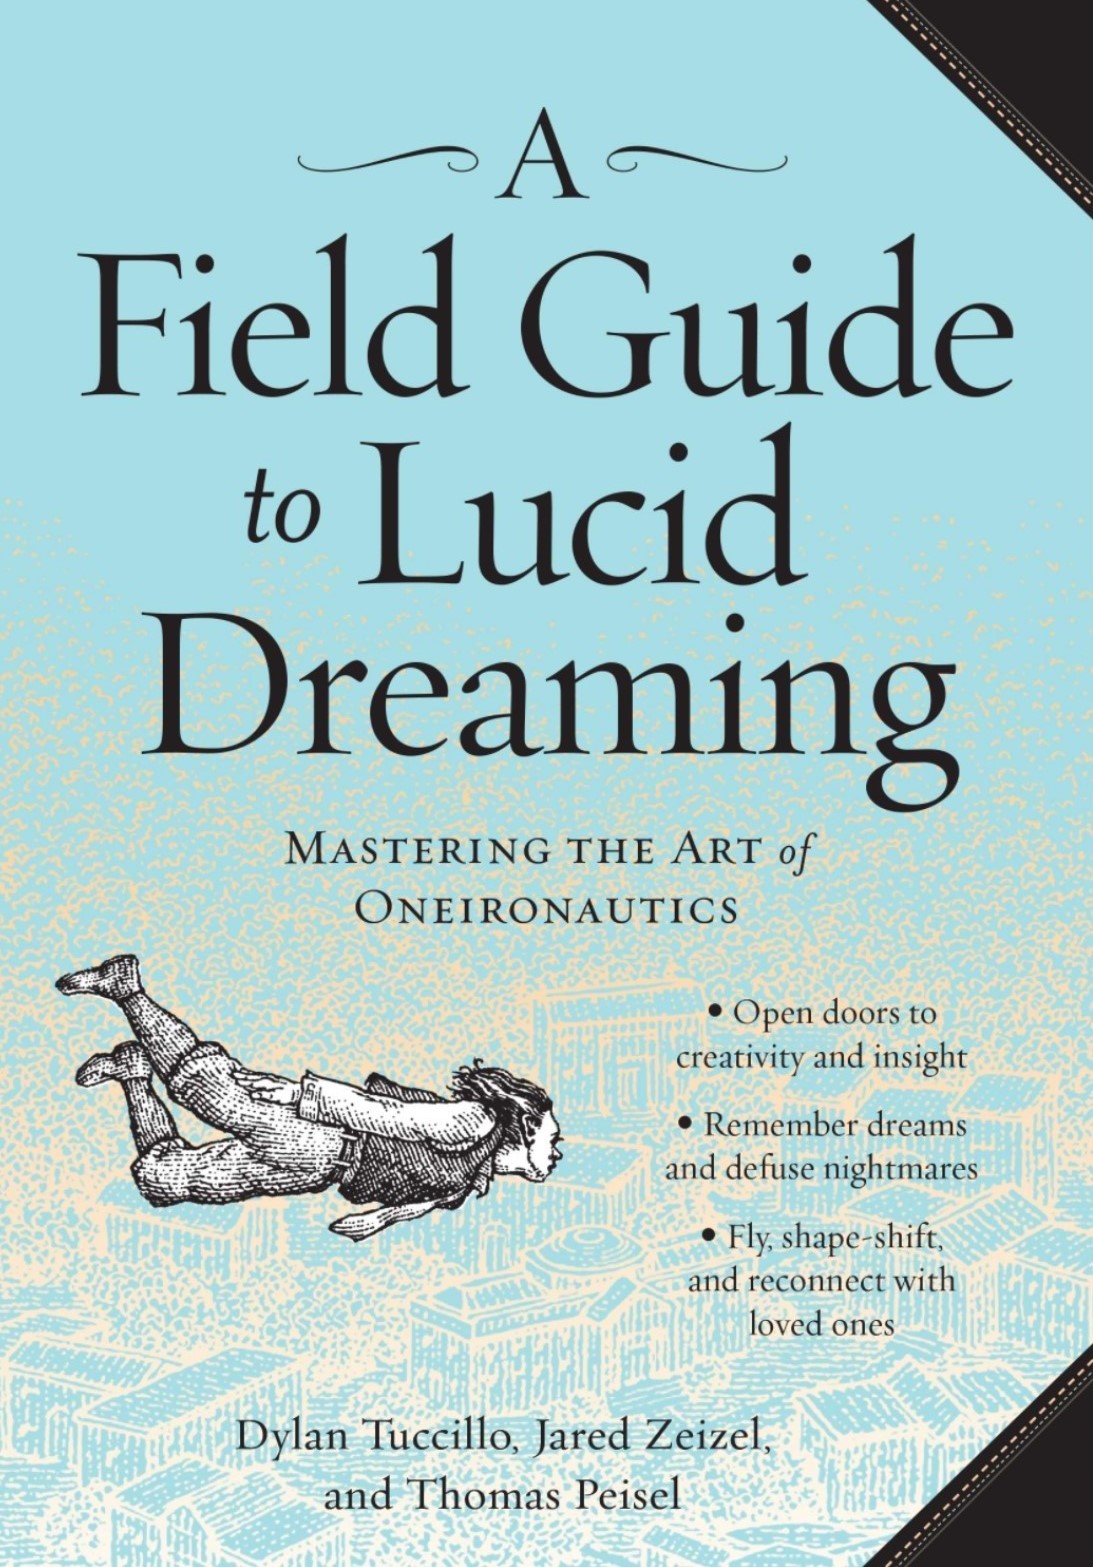 A
Field Guide
to Lucid
Dreaming
Mastering the Art of
Oneironautics
• Open doors to
creativity and insight
• Remember dreams
and defuse nightmares
• Fly, shape-shift,
and reconnect with
loved ones
Dylan Tuccillo, Jared Zeizel,
and Thomas Peisel